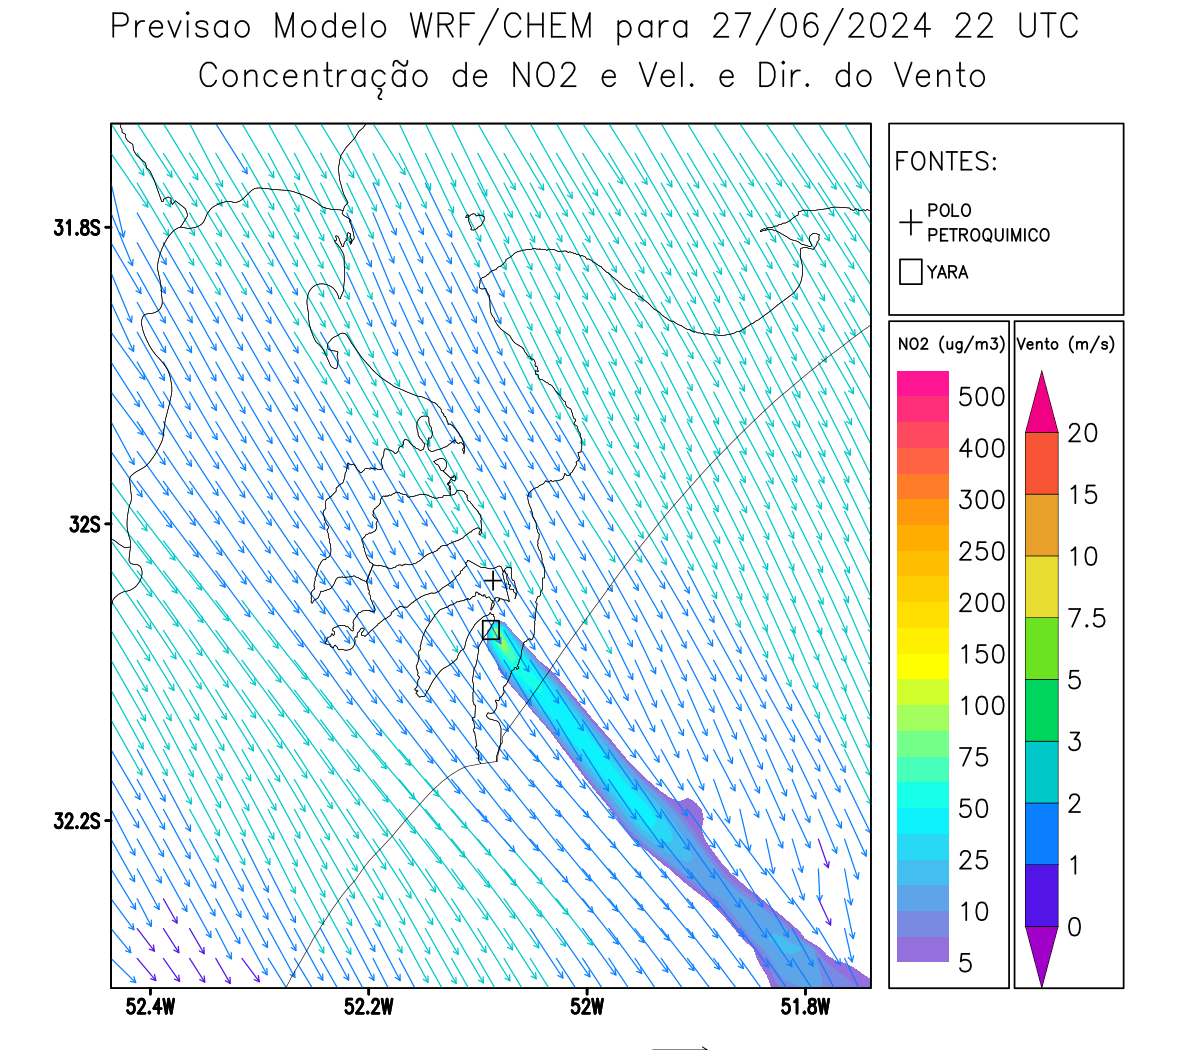 Previsao Modelo WRF/CHEM para 27/06/2024 22 UTC
Concentração de NO2 e Vel. e Dir. do Vento
FONTES:
POLO
PETROQUIMICO
YARA
NO2 (ug/m3)
500
400
300
250
200
150
100
75
50
25
10
5
Vento (m/s)
20
15
10
7.5
5
3
2
1
0
31.8S
32S
32.2S
52.4W
52.2W
52W
51.8W